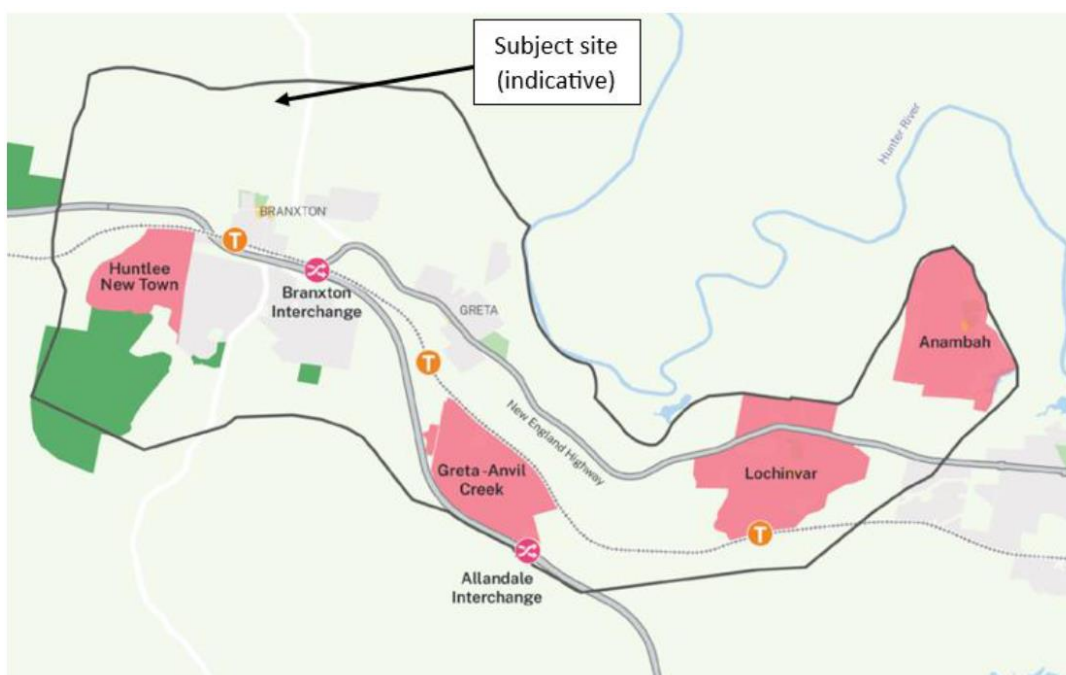 Subject site
(indicative)
Hunter River
BRANXTON
T
Huntlee
New Town
Branxton
Interchange
GRETA
T
Anambah
New England Highway
Greta -Anvil
Creek
Lochinvar
T
Allandale
Interchange